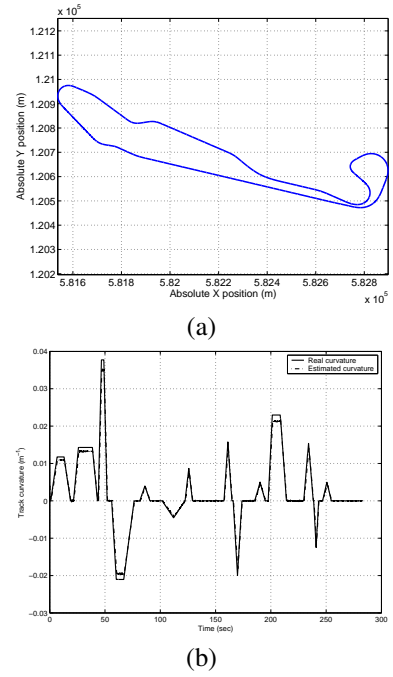 x 10^5
1.212
1.211
1.21
1.209
1.208
1.207
1.206
1.205
1.204
1.203
1.202
Absolute Y position (m)
5.816 5.818 5.82 5.822 5.824 5.826 5.828
Absolute X position (m)
x 10^5
(a)
0.04
0.03
0.02
0.01
0
−0.01
−0.02
−0.03
Track curvature (m⁻¹)
Real curvature
Estimated curvature
0 50 100 150 200 250 300
Time (sec)
(b)